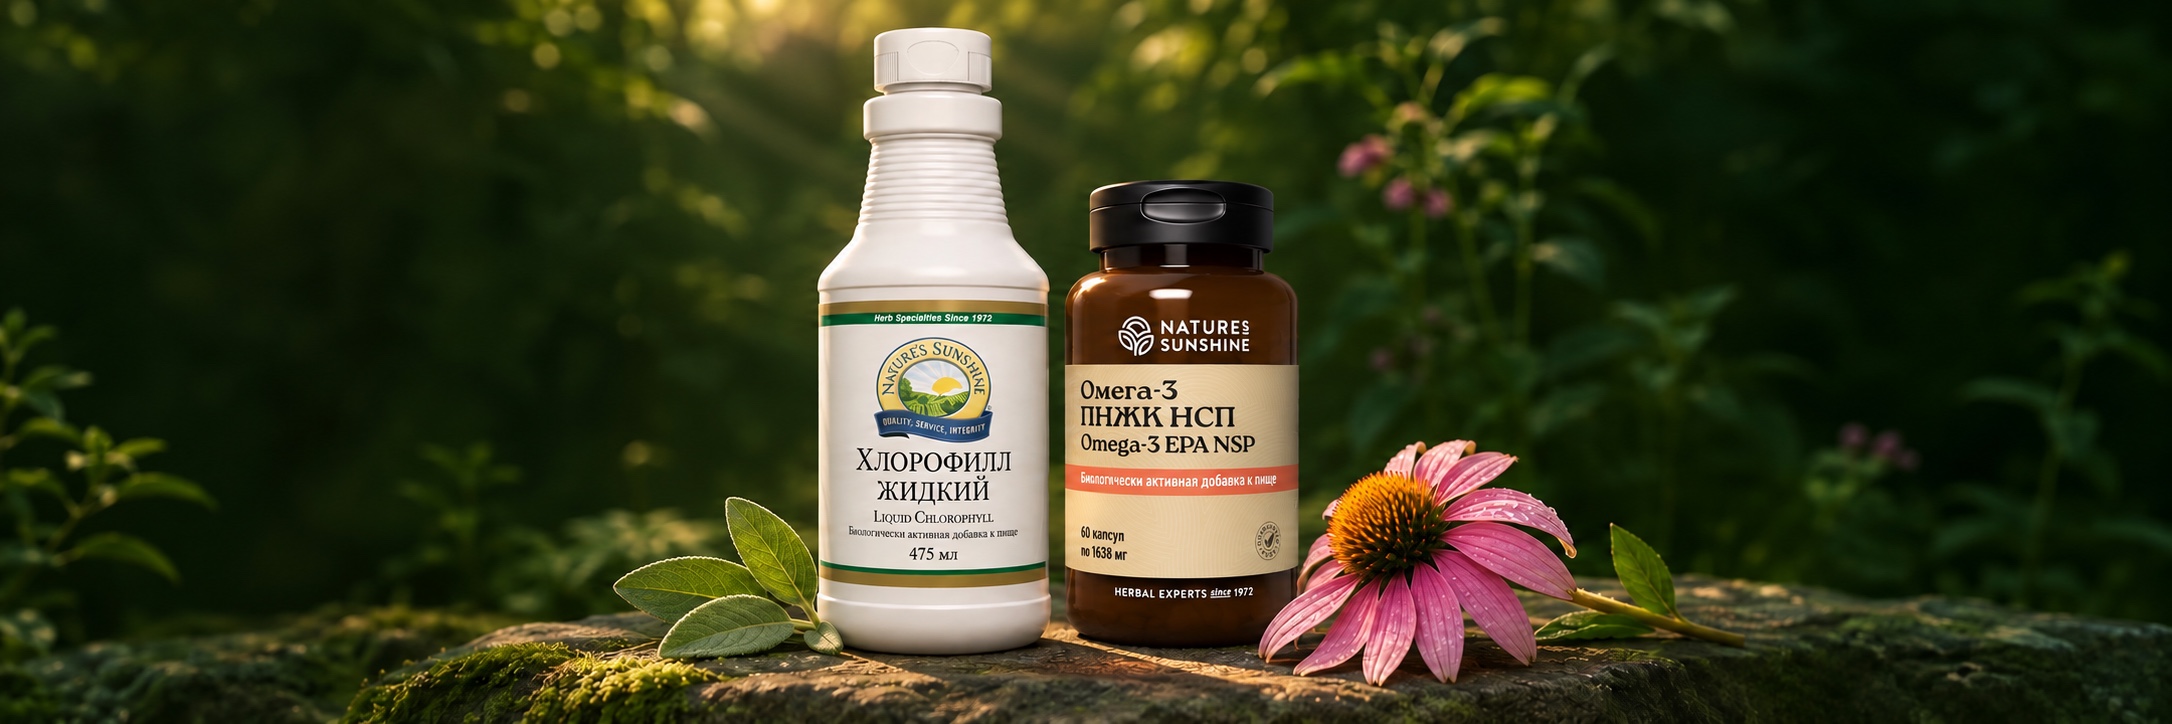 Herb Specialties Since 1972
NATURE'S SUNSHINE
®
QUALITY, SERVICE, INTEGRITY
ХЛОРОФИЛЛ
ЖИДКИЙ
LIQUID CHLOROPHYLL
Биологически активная добавка к пище
475 мл
NATURES
SUNSHINE
Омега-3
ПНЖК НСП
Omega-3 EPA NSP
Биологически активная добавка к пище
60 капсул
по 1638 мг
HERBAL EXPERTS since 1972